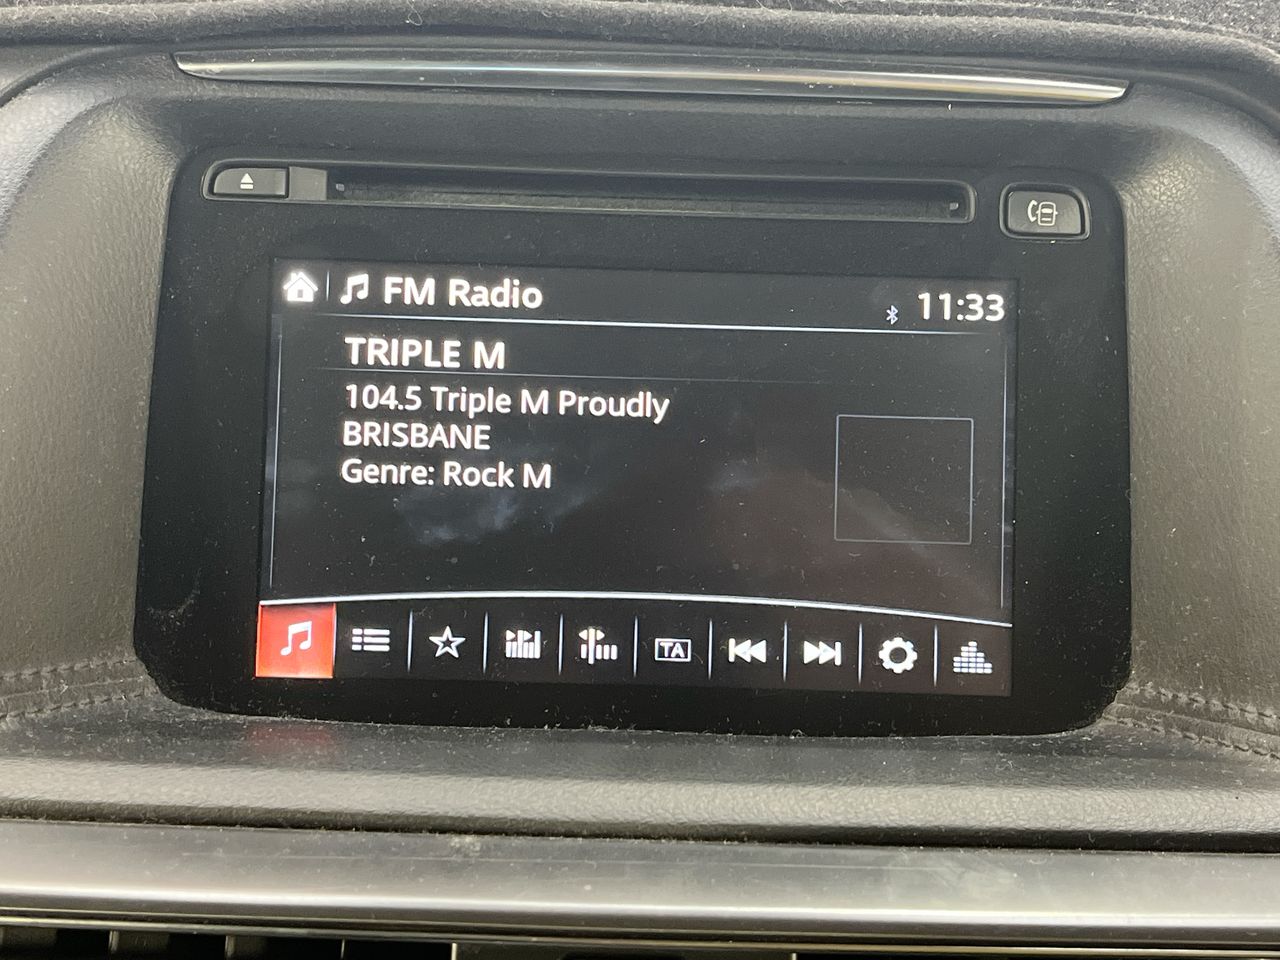 FM Radio
11:33
TRIPLE M
104.5 Triple M Proudly
BRISBANE
Genre: Rock M
TA